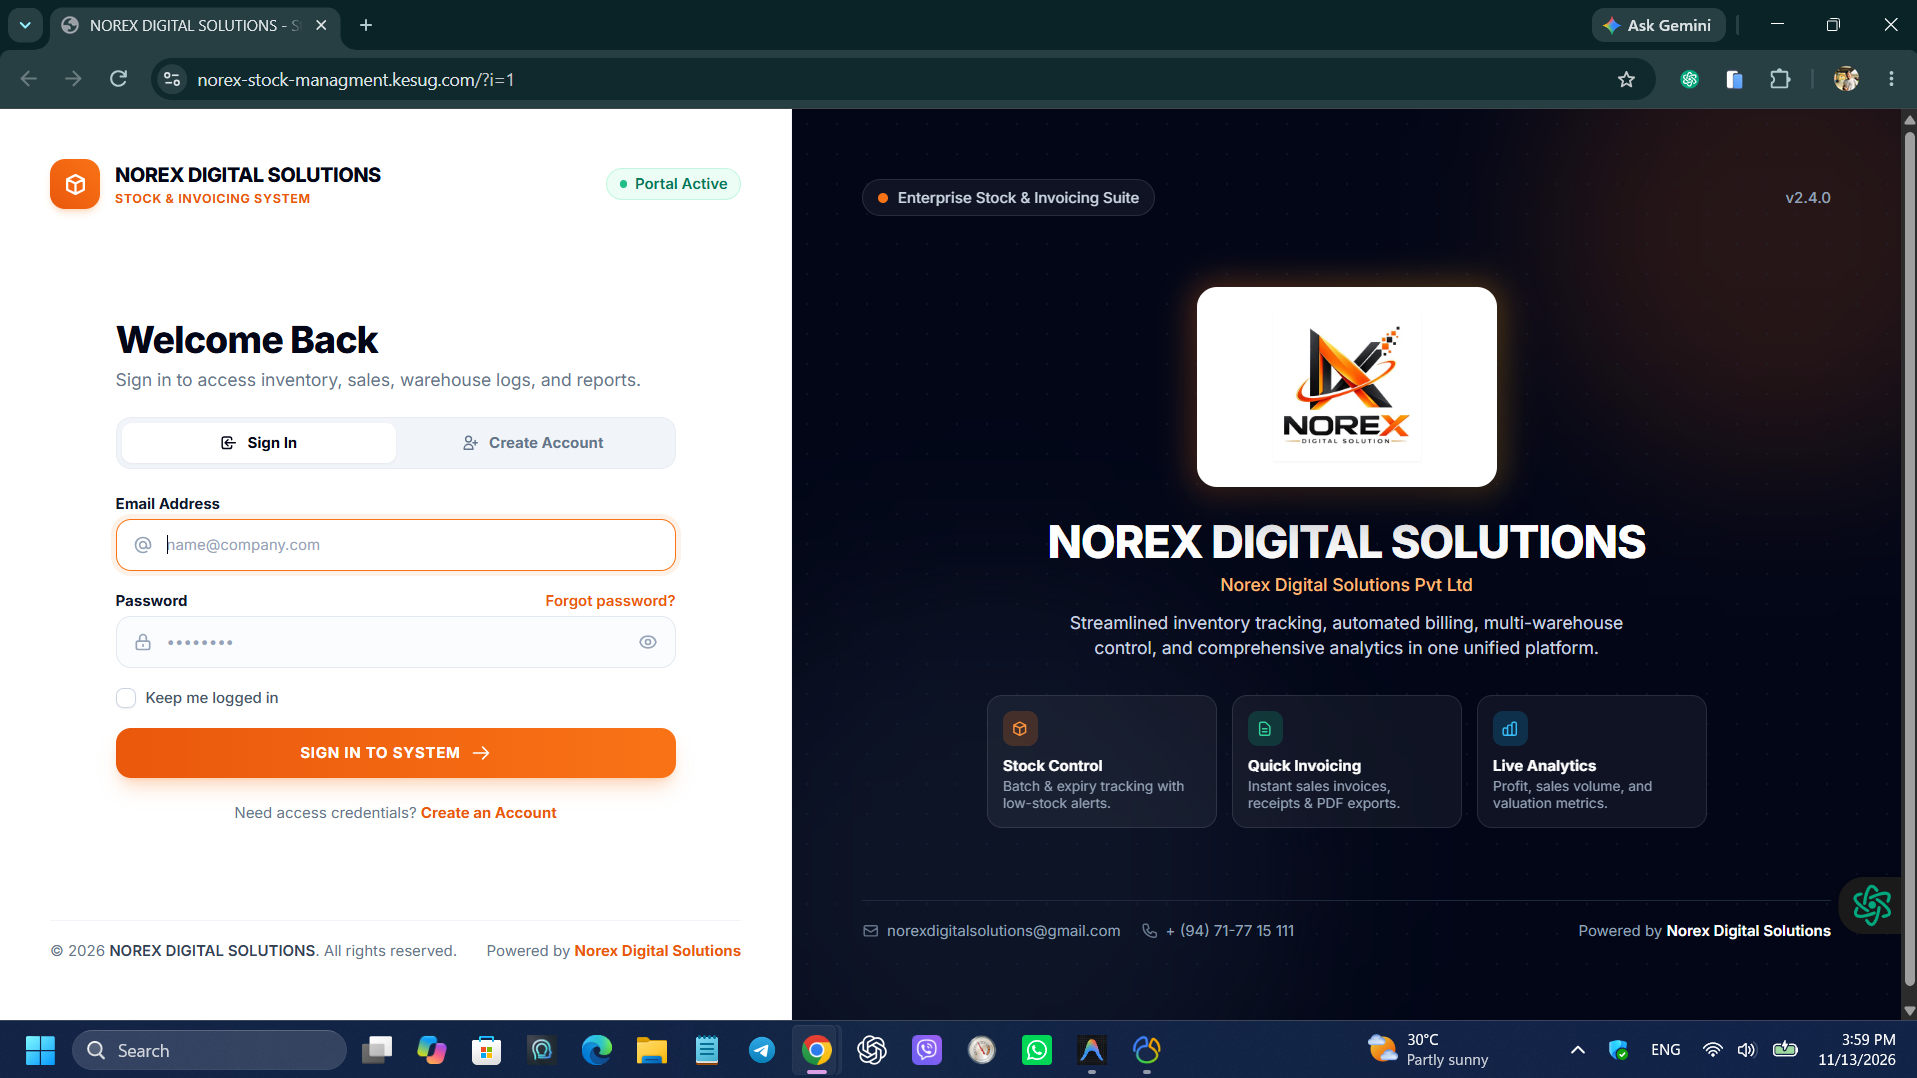 NOREX DIGITAL SOLUTIONS - S
Ask Gemini
norex-stock-managment.kesug.com/?i=1
NOREX DIGITAL SOLUTIONS
STOCK & INVOICING SYSTEM
Portal Active
Welcome Back
Sign in to access inventory, sales, warehouse logs, and reports.
Sign In
Create Account
Email Address
name@company.com
Password
Forgot password?
Keep me logged in
SIGN IN TO SYSTEM
Need access credentials? Create an Account
© 2026 NOREX DIGITAL SOLUTIONS. All rights reserved.
Powered by Norex Digital Solutions
Enterprise Stock & Invoicing Suite
v2.4.0
NOREX
DIGITAL SOLUTION
NOREX DIGITAL SOLUTIONS
Norex Digital Solutions Pvt Ltd
Streamlined inventory tracking, automated billing, multi-warehouse
control, and comprehensive analytics in one unified platform.
Stock Control
Batch & expiry tracking with
low-stock alerts.
Quick Invoicing
Instant sales invoices,
receipts & PDF exports.
Live Analytics
Profit, sales volume, and
valuation metrics.
norexdigitalsolutions@gmail.com
+ (94) 71-77 15 111
Powered by Norex Digital Solutions
Search
30°C
Partly sunny
ENG
3:59 PM
11/13/2026